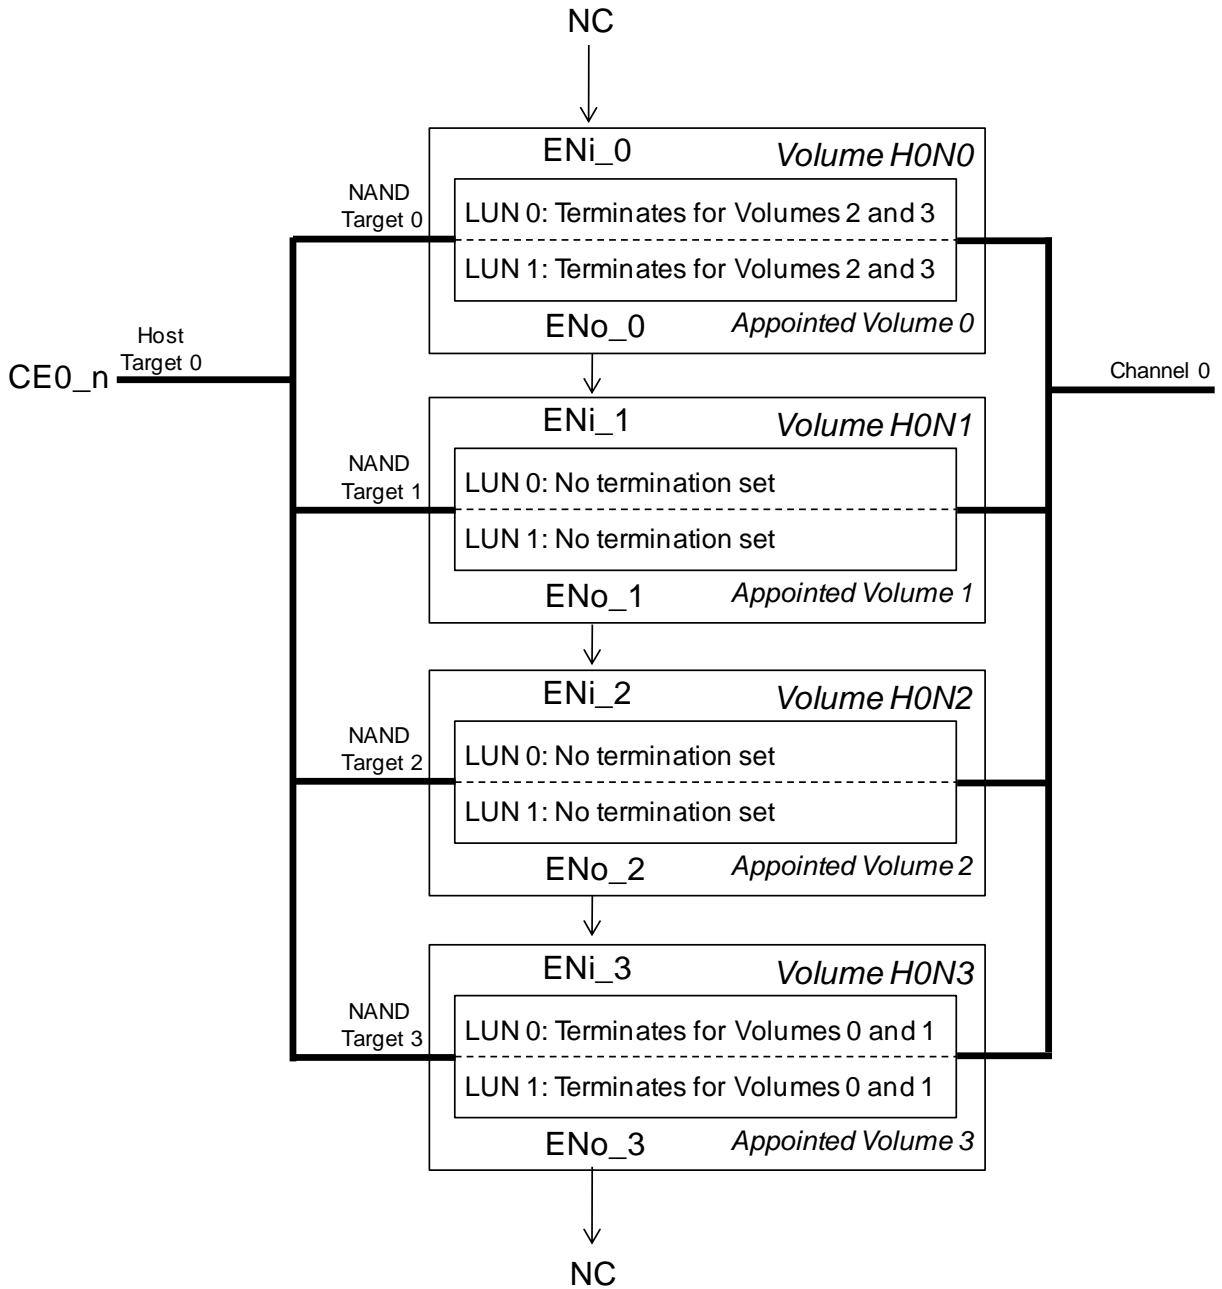 NC
ENi_0
Volume H0N0
NAND
Target 0
LUN 0: Terminates for Volumes 2 and 3
LUN 1: Terminates for Volumes 2 and 3
ENo_0
Appointed Volume 0
Host
Target 0
CE0_n
Channel 0
ENi_1
Volume H0N1
NAND
Target 1
LUN 0: No termination set
LUN 1: No termination set
ENo_1
Appointed Volume 1
ENi_2
Volume H0N2
NAND
Target 2
LUN 0: No termination set
LUN 1: No termination set
ENo_2
Appointed Volume 2
ENi_3
Volume H0N3
NAND
Target 3
LUN 0: Terminates for Volumes 0 and 1
LUN 1: Terminates for Volumes 0 and 1
ENo_3
Appointed Volume 3
NC